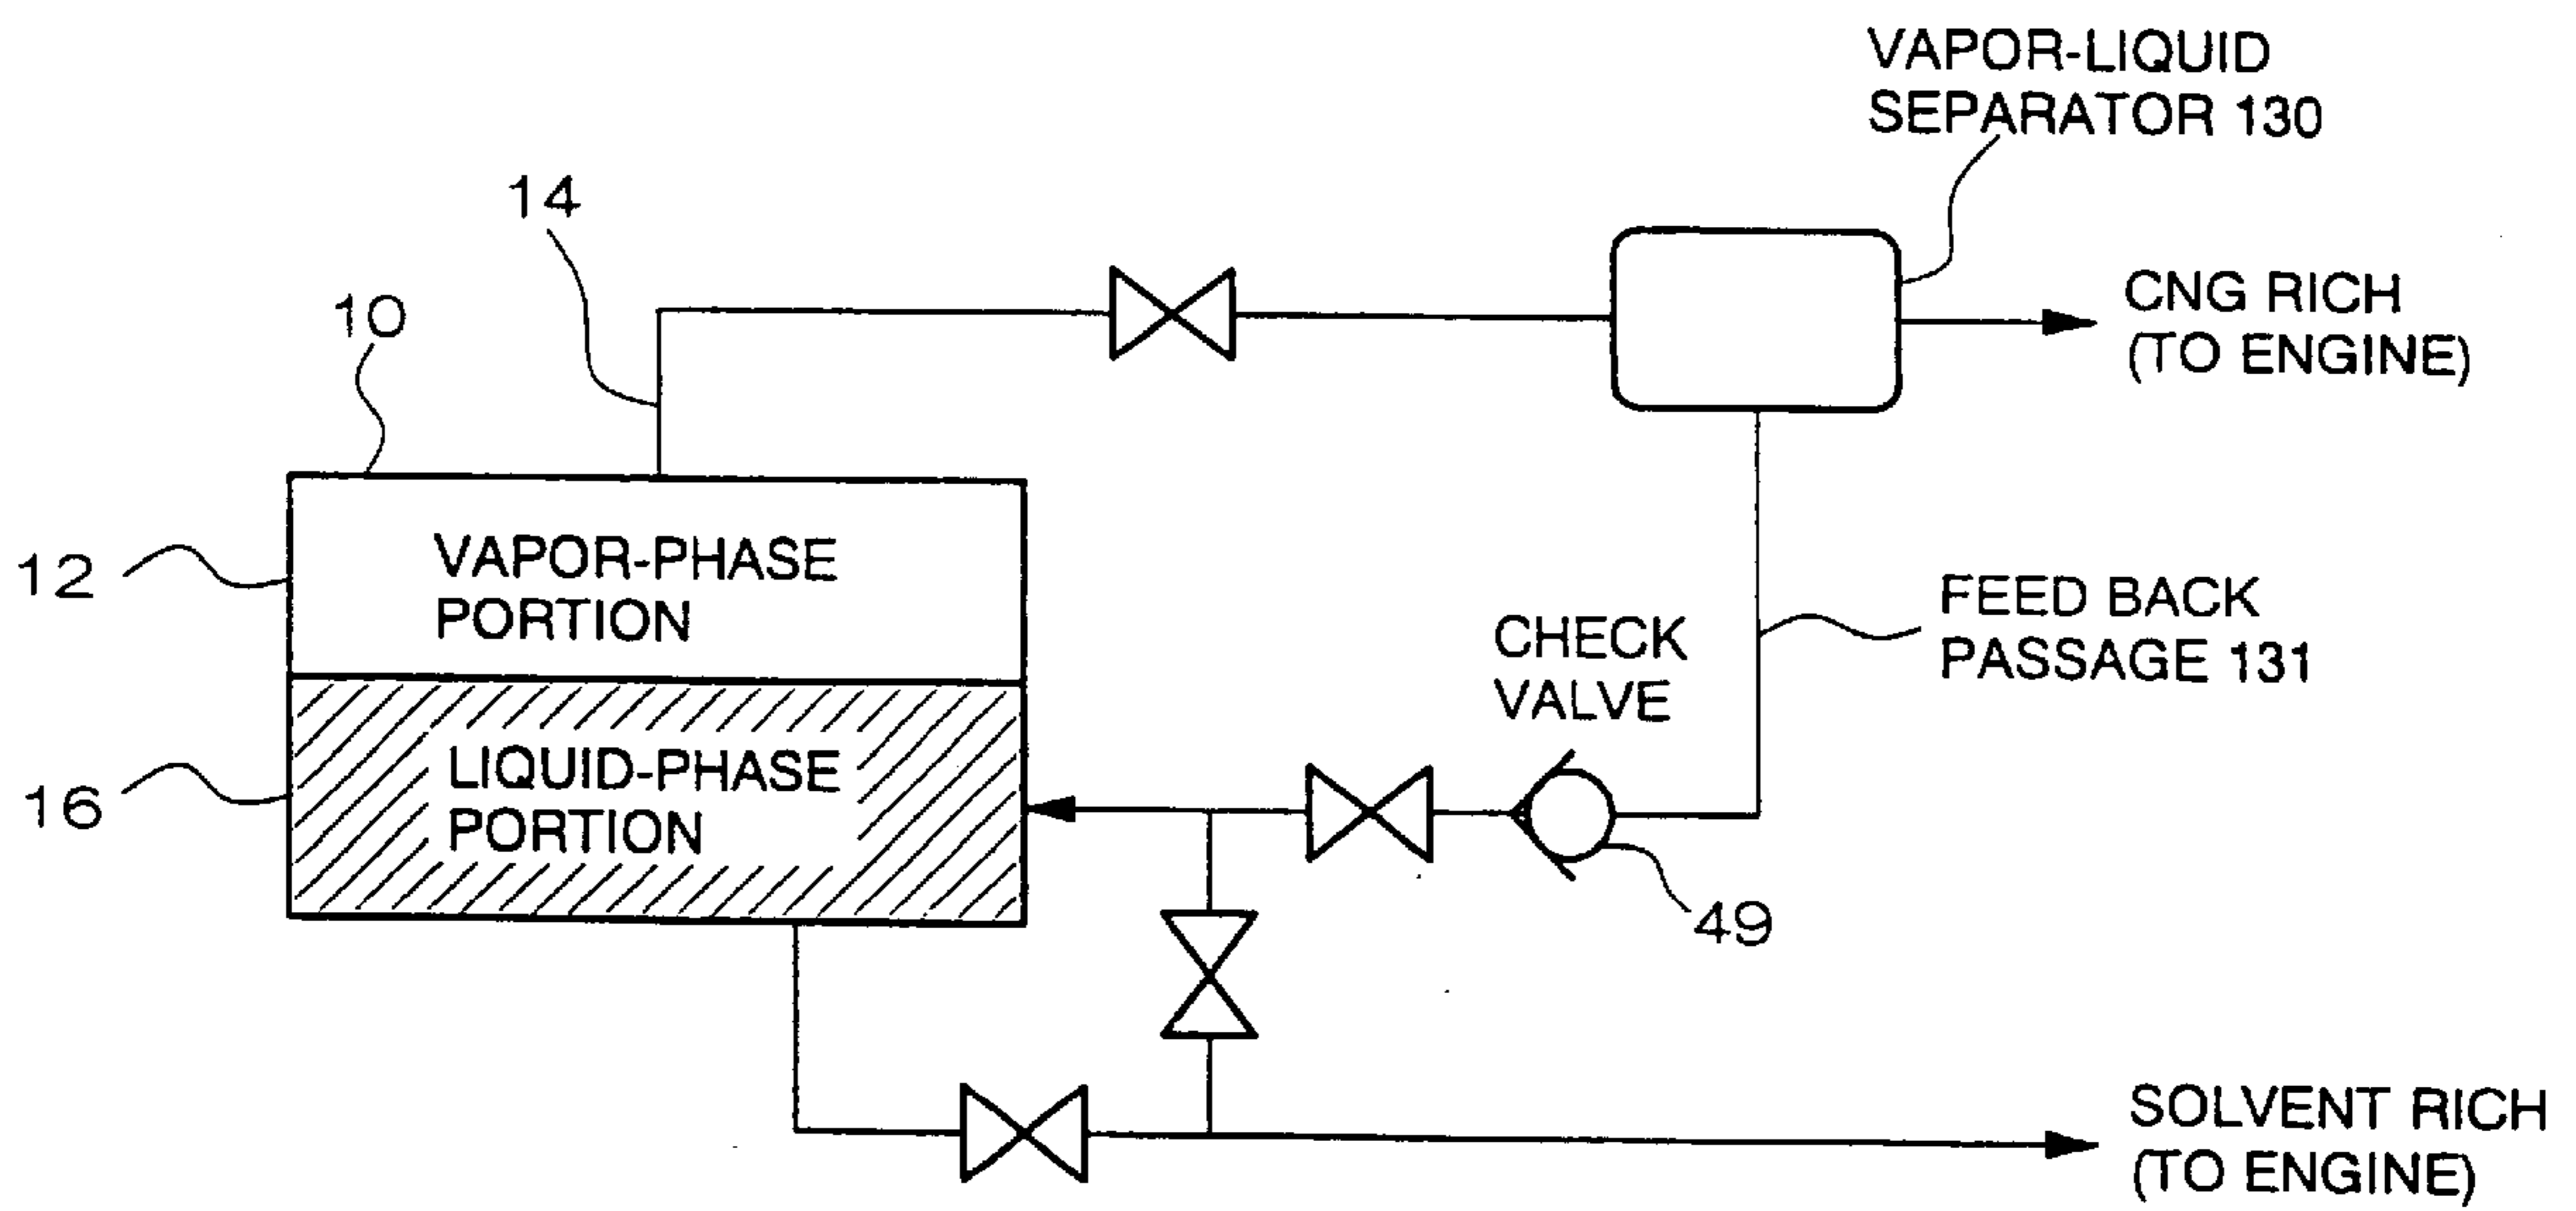 VAPOR-LIQUID
SEPARATOR 130
14
10
CNG RICH
(TO ENGINE)
12
VAPOR-PHASE
PORTION
CHECK
VALVE
FEED BACK
PASSAGE 131
16
LIQUID-PHASE
PORTION
49
SOLVENT RICH
(TO ENGINE)